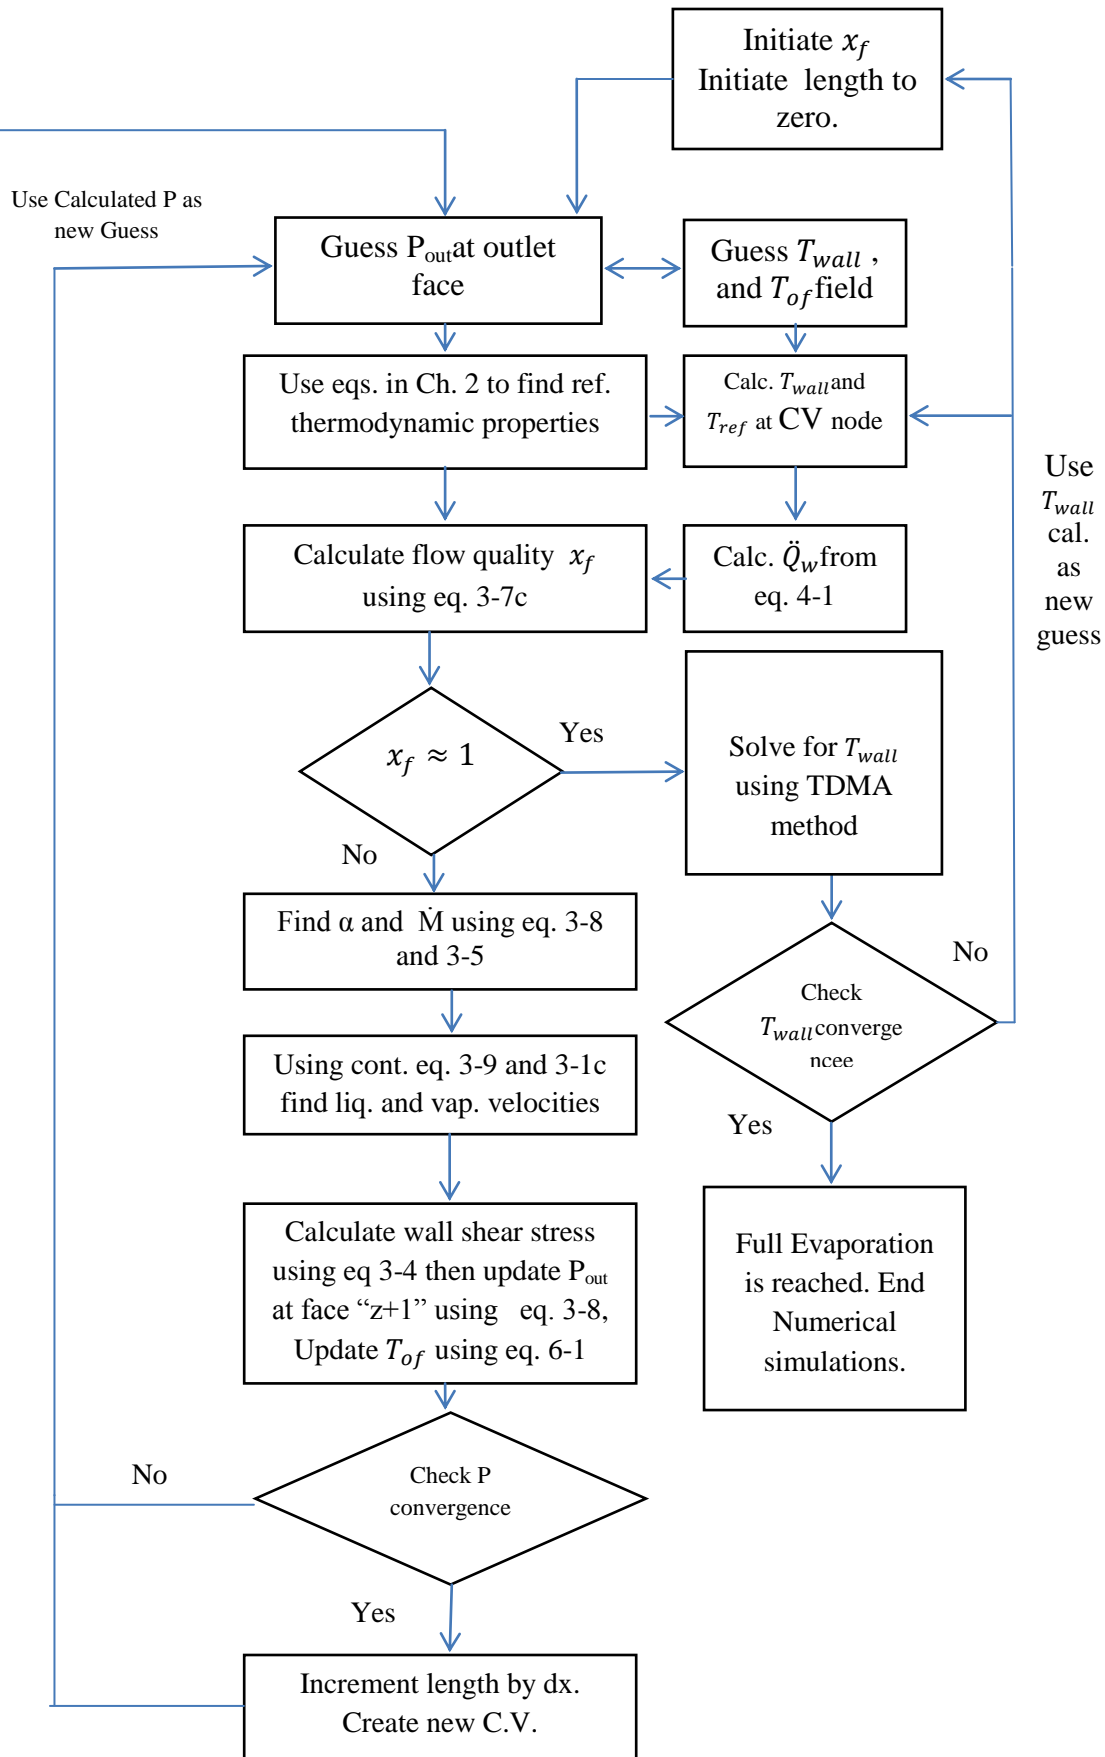 Initiate x_f
Initiate length to
zero.
Use Calculated P as
new Guess
Guess P_out at outlet
face
Guess T_wall ,
and T_of field
Use eqs. in Ch. 2 to find ref.
thermodynamic properties
Calc. T_wall and
T_ref at CV node
Use
T_wall
cal.
as
new
guess
Calculate flow quality x_f
using eq. 3-7c
Calc. Q̈_w from
eq. 4-1
x_f ≈ 1
Yes
No
Solve for T_wall
using TDMA
method
Find α and Ṁ using eq. 3-8
and 3-5
No
Check
T_wall converge
ncee
Yes
Using cont. eq. 3-9 and 3-1c
find liq. and vap. velocities
Calculate wall shear stress
using eq 3-4 then update P_out
at face “z+1” using eq. 3-8,
Update T_of using eq. 6-1
Full Evaporation
is reached. End
Numerical
simulations.
No
Check P
convergence
Yes
Increment length by dx.
Create new C.V.